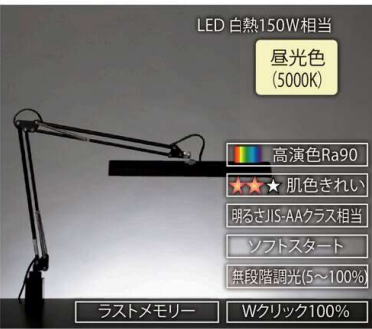 LED 白熱150W相当
昼光色
(5000K)
高演色Ra90
肌色きれい
明るさJIS-AAクラス相当
ソフトスタート
無段階調光(5〜100%)
ラストメモリー
Wクリック100%